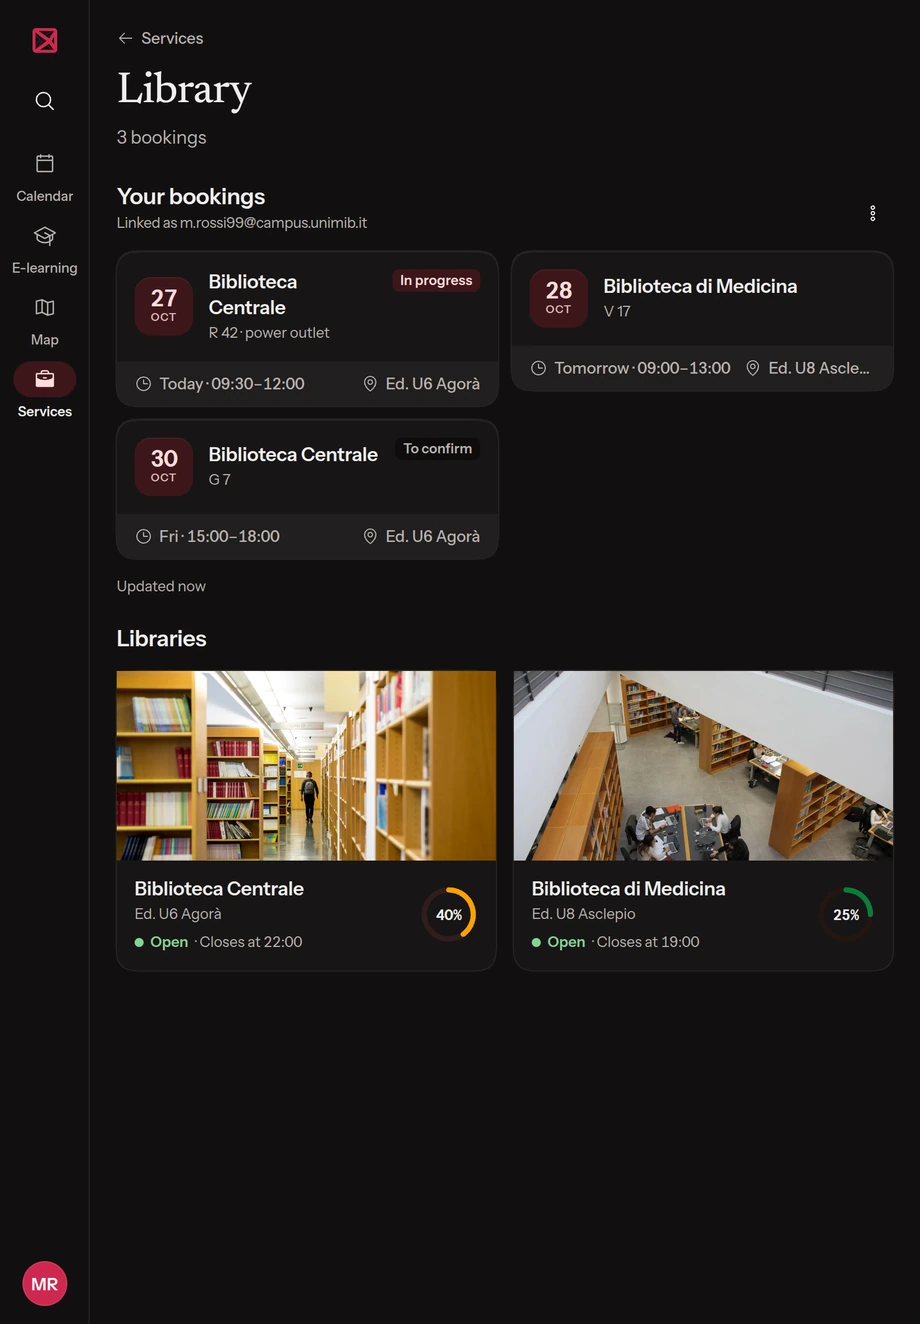 Services
Library
3 bookings
Calendar
E-learning
Map
Services
Your bookings
Linked as m.rossi99@campus.unimib.it
27
OCT
Biblioteca
Centrale
R 42 · power outlet
In progress
Today · 09:30–12:00
Ed. U6 Agorà
28
OCT
Biblioteca di Medicina
V 17
Tomorrow · 09:00–13:00
Ed. U8 Ascle...
30
OCT
Biblioteca Centrale
G 7
To confirm
Fri · 15:00–18:00
Ed. U6 Agorà
Updated now
Libraries
Biblioteca Centrale
Ed. U6 Agorà
Open · Closes at 22:00
40%
Biblioteca di Medicina
Ed. U8 Asclepio
Open · Closes at 19:00
25%
MR